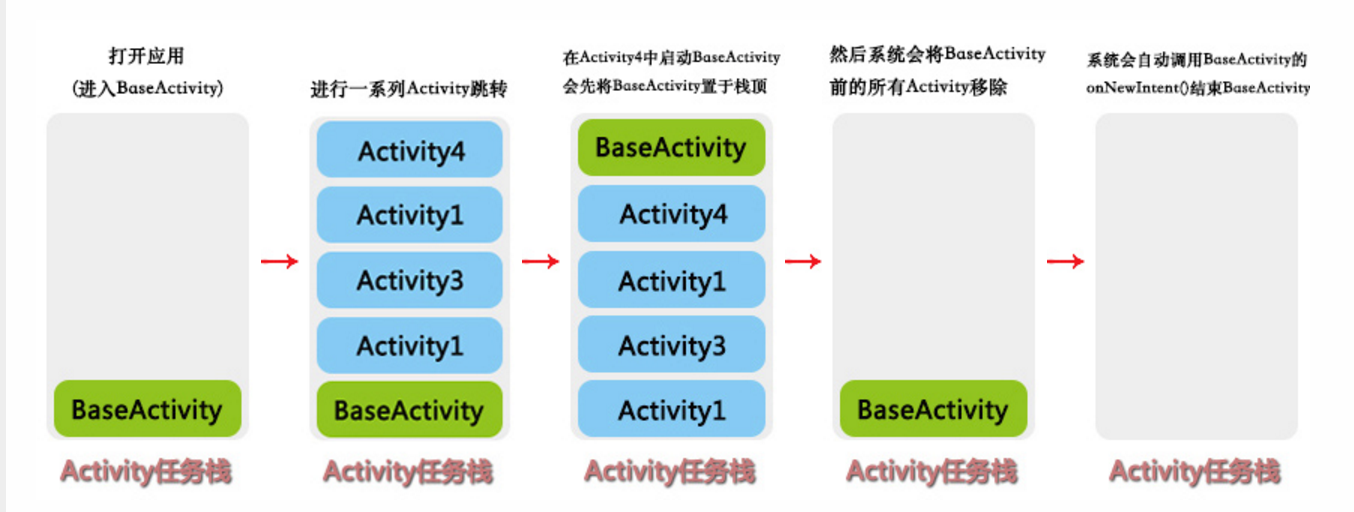 打开应用
(进入BaseActivity)
BaseActivity
Activity任务栈
进行一系列Activity跳转
Activity4
Activity1
Activity3
Activity1
BaseActivity
Activity任务栈
在Activity4中启动BaseActivity
会先将BaseActivity置于栈顶
BaseActivity
Activity4
Activity1
Activity3
Activity1
Activity任务栈
然后系统会将BaseActivity
前的所有Activity移除
BaseActivity
Activity任务栈
系统会自动调用BaseActivity的
onNewIntent()结束BaseActivity
Activity任务栈